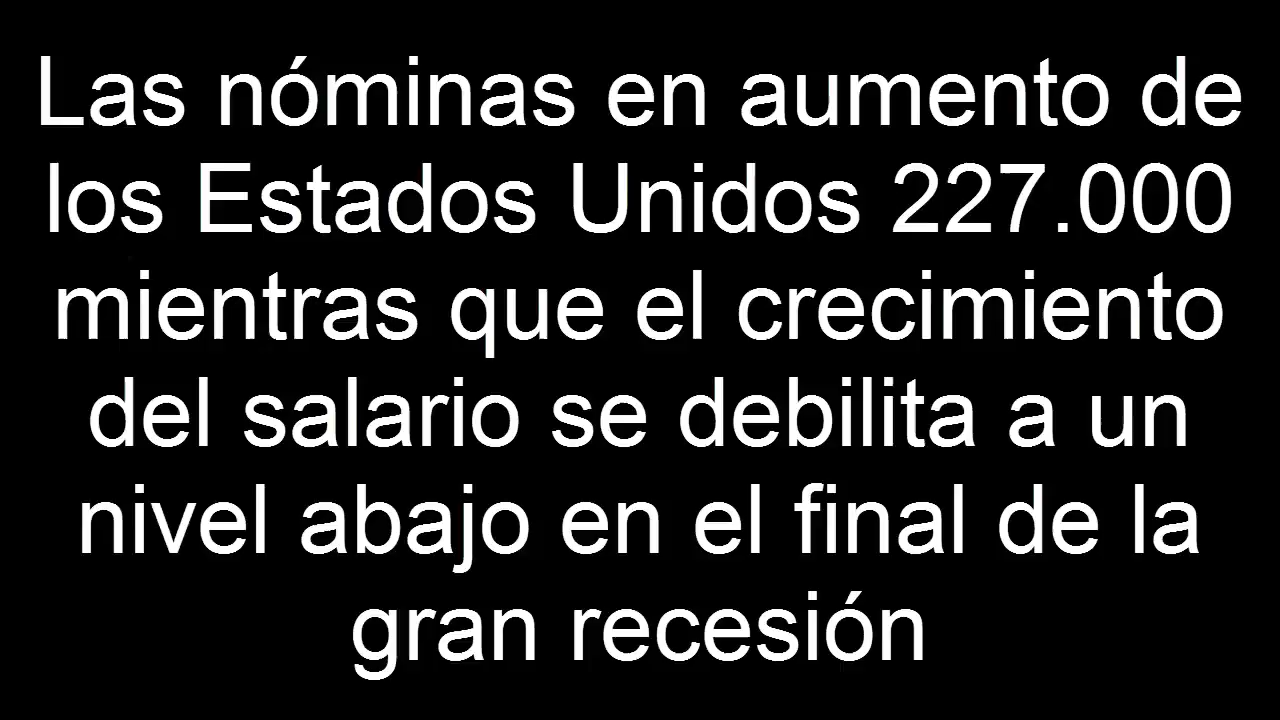 Las nóminas en aumento de
los Estados Unidos 227.000
mientras que el crecimiento
del salario se debilita a un
nivel abajo en el final de la
gran recesión